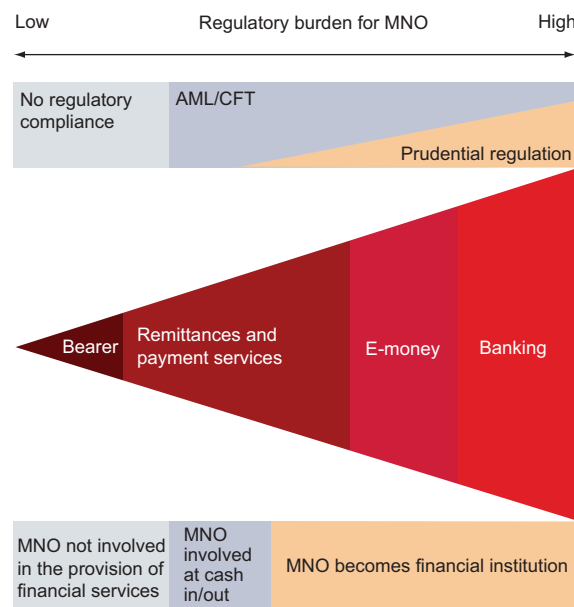 Low Regulatory burden for MNO High
No regulatory
compliance
AML/CFT
Prudential regulation
Bearer
Remittances and
payment services
E-money
Banking
MNO not involved
in the provision of
financial services
MNO
involved
at cash
in/out
MNO becomes financial institution